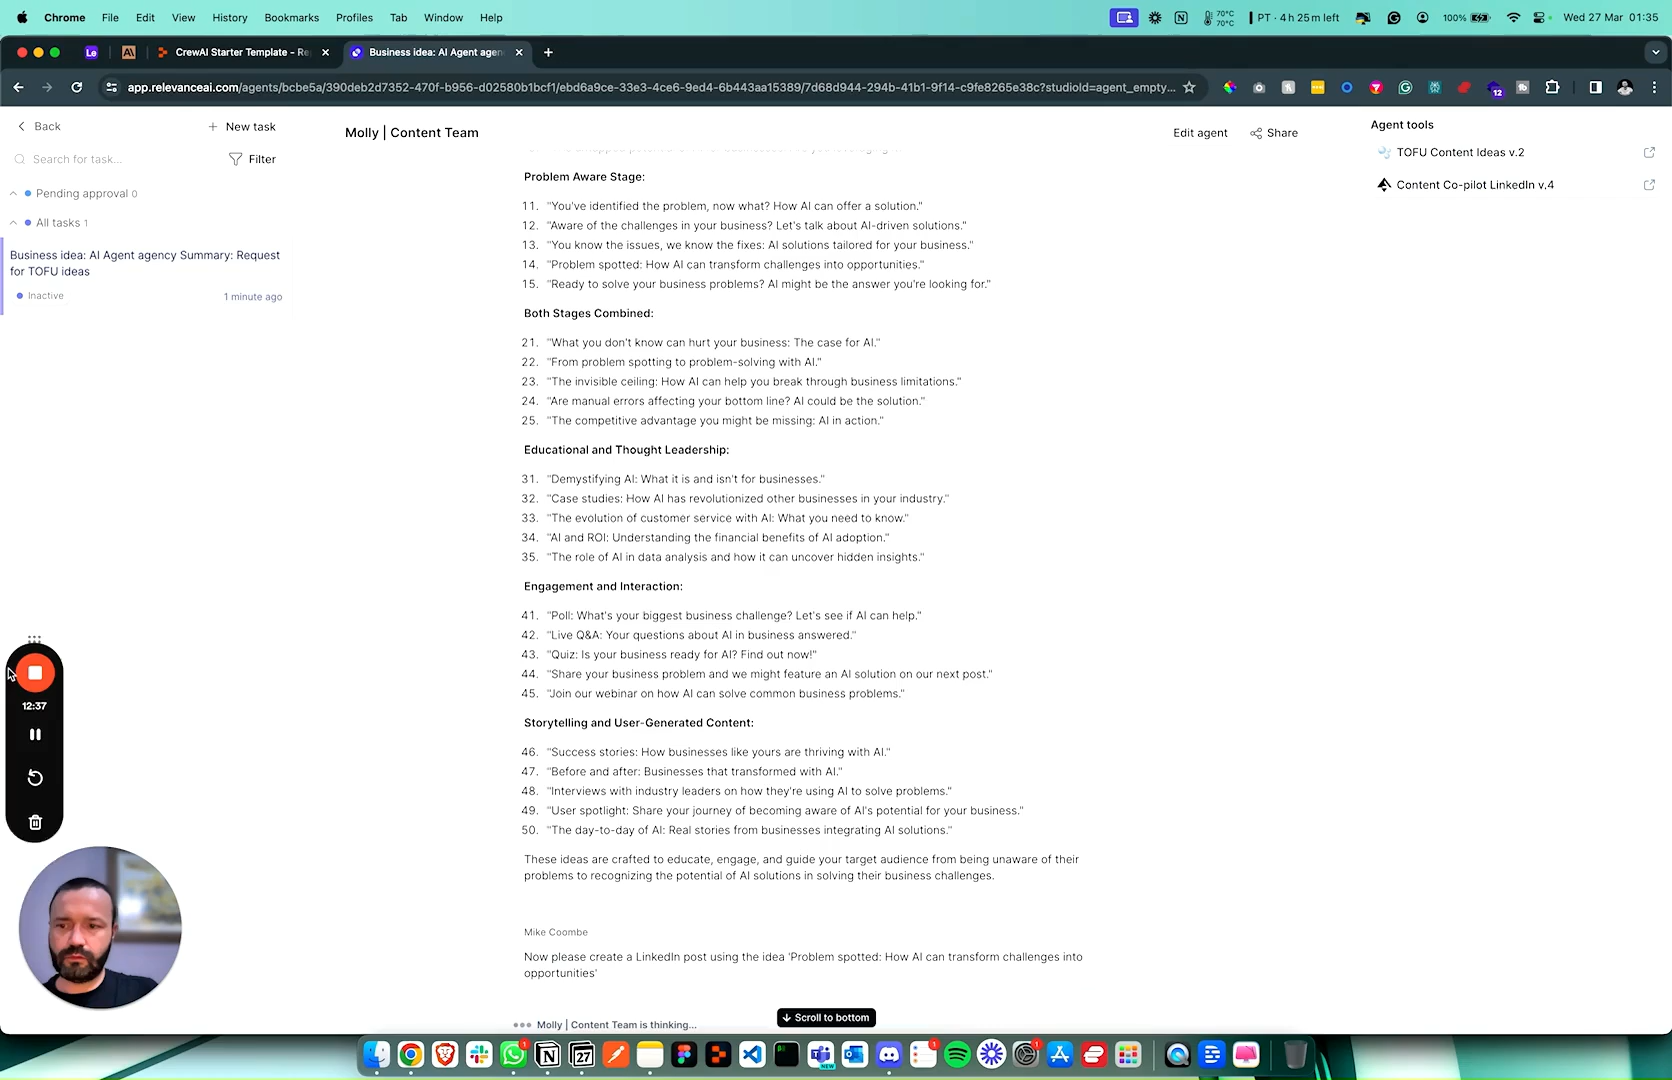 Chrome File Edit View History Bookmarks Profiles Tab Window Help 70°C 70°C PT · 4 h 25 m left 100% Wed 27 Mar 01:35
Le CrewAI Starter Template - Re Business idea: AI Agent agen
app.relevanceai.com/agents/bcbe5a/390deb2d7352-470f-b956-d02580b1bcf1/ebd6a9ce-33e3-4ce6-9ed4-6b443aa15389/7d68d944-294b-41b1-9f14-c9fe8265e38c?studioId=agent_empty... 12
Back
+ New task
Search for task...
Filter
Pending approval 0
All tasks 1
Business idea: AI Agent agency Summary: Request
for TOFU ideas
Inactive
1 minute ago
Molly | Content Team
Edit agent
Share
Problem Aware Stage:
11. "You've identified the problem, now what? How AI can offer a solution."
12. "Aware of the challenges in your business? Let's talk about AI-driven solutions."
13. "You know the issues, we know the fixes: AI solutions tailored for your business."
14. "Problem spotted: How AI can transform challenges into opportunities."
15. "Ready to solve your business problems? AI might be the answer you're looking for."
Both Stages Combined:
21. "What you don't know can hurt your business: The case for AI."
22. "From problem spotting to problem-solving with AI."
23. "The invisible ceiling: How AI can help you break through business limitations."
24. "Are manual errors affecting your bottom line? AI could be the solution."
25. "The competitive advantage you might be missing: AI in action."
Educational and Thought Leadership:
31. "Demystifying AI: What it is and isn't for businesses."
32. "Case studies: How AI has revolutionized other businesses in your industry."
33. "The evolution of customer service with AI: What you need to know."
34. "AI and ROI: Understanding the financial benefits of AI adoption."
35. "The role of AI in data analysis and how it can uncover hidden insights."
Engagement and Interaction:
41. "Poll: What's your biggest business challenge? Let's see if AI can help."
42. "Live Q&A: Your questions about AI in business answered."
43. "Quiz: Is your business ready for AI? Find out now!"
44. "Share your business problem and we might feature an AI solution on our next post."
45. "Join our webinar on how AI can solve common business problems."
Storytelling and User-Generated Content:
46. "Success stories: How businesses like yours are thriving with AI."
47. "Before and after: Businesses that transformed with AI."
48. "Interviews with industry leaders on how they're using AI to solve problems."
49. "User spotlight: Share your journey of becoming aware of AI's potential for your business."
50. "The day-to-day of AI: Real stories from businesses integrating AI solutions."
These ideas are crafted to educate, engage, and guide your target audience from being unaware of their
problems to recognizing the potential of AI solutions in solving their business challenges.
Mike Coombe
Now please create a LinkedIn post using the idea 'Problem spotted: How AI can transform challenges into
opportunities'
Molly | Content Team is thinking...
Scroll to bottom
Agent tools
TOFU Content Ideas v.2
Content Co-pilot LinkedIn v.4
12:37
1 27 NEW 1 1